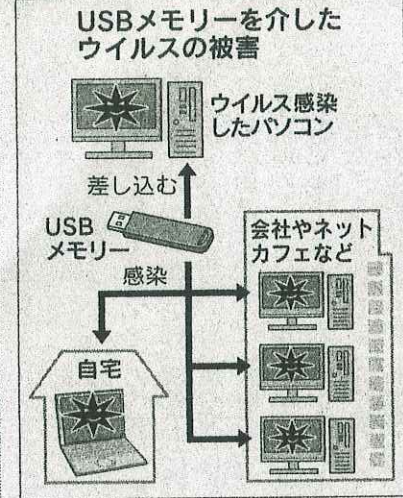 USBメモリーを介した
ウイルスの被害
ウイルス感染
したパソコン
差し込む
USB
メモリー
感染
会社やネット
カフェなど
自宅